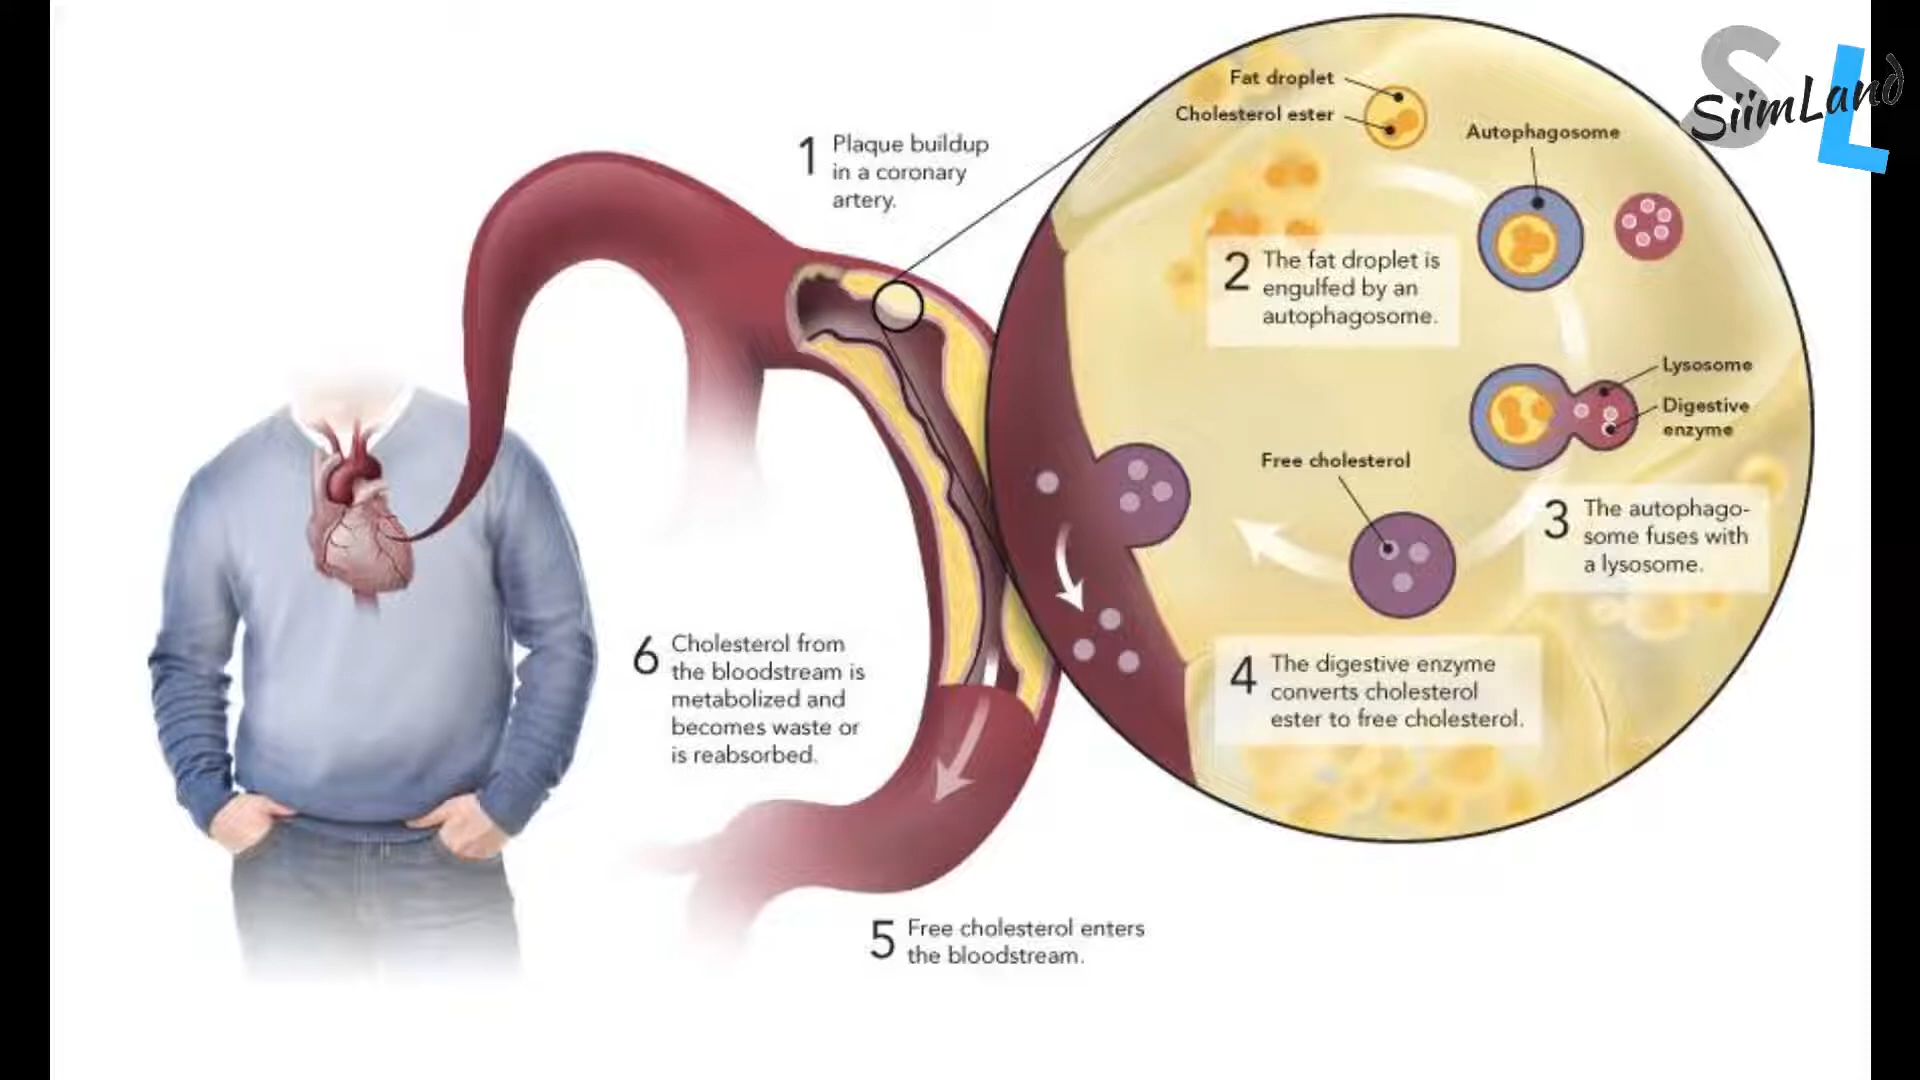 SL
SiimLand
1 Plaque buildup
in a coronary
artery.
Fat droplet
Cholesterol ester
Autophagosome
2 The fat droplet is
engulfed by an
autophagosome.
Lysosome
Digestive
enzyme
3 The autophago-
some fuses with
a lysosome.
Free cholesterol
4 The digestive enzyme
converts cholesterol
ester to free cholesterol.
5 Free cholesterol enters
the bloodstream.
6 Cholesterol from
the bloodstream is
metabolized and
becomes waste or
is reabsorbed.